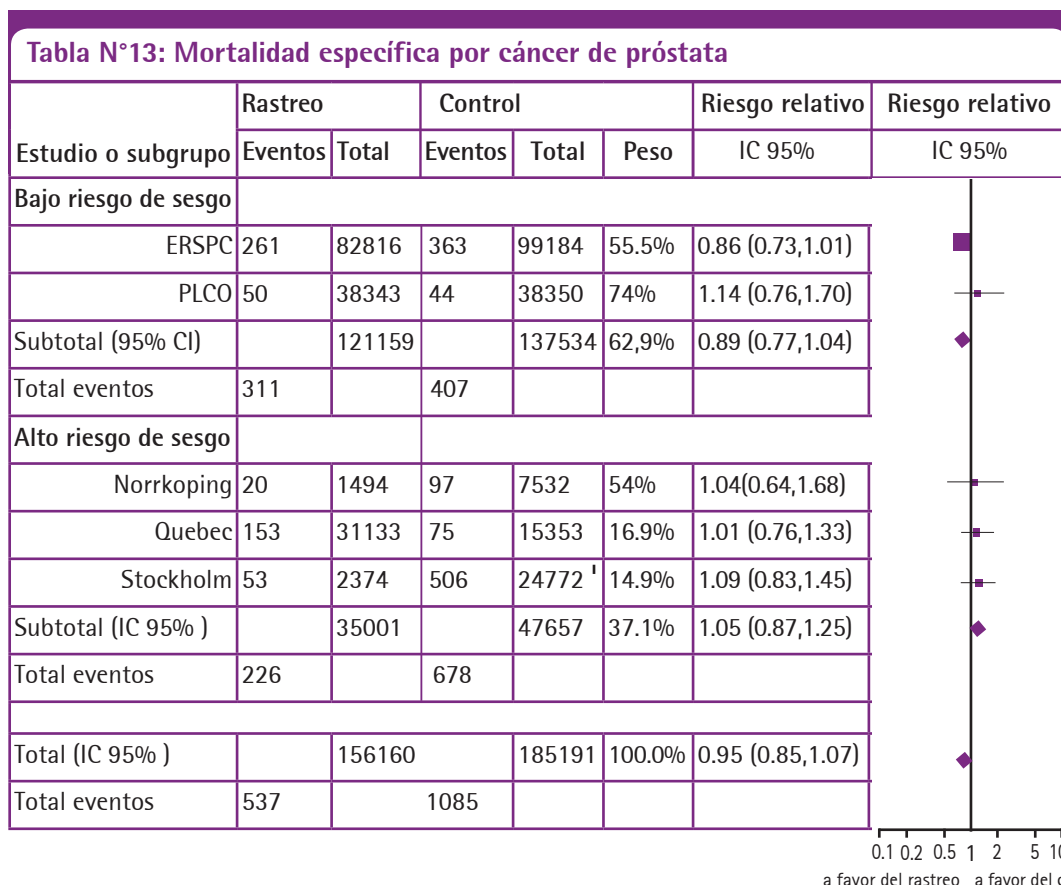 Tabla N°13: Mortalidad específica por cáncer de próstata
Rastreo Control Riesgo relativo Riesgo relativo
Estudio o subgrupo Eventos Total Eventos Total Peso IC 95% IC 95%
Bajo riesgo de sesgo
ERSPC 261 82816 363 99184 55.5% 0.86 (0.73,1.01)
PLCO 50 38343 44 38350 74% 1.14 (0.76,1.70)
Subtotal (95% CI) 121159 137534 62,9% 0.89 (0.77,1.04)
Total eventos 311 407
Alto riesgo de sesgo
Norrkoping 20 1494 97 7532 54% 1.04(0.64,1.68)
Quebec 153 31133 75 15353 16.9% 1.01 (0.76,1.33)
Stockholm 53 2374 506 24772 ' 14.9% 1.09 (0.83,1.45)
Subtotal (IC 95% ) 35001 47657 37.1% 1.05 (0.87,1.25)
Total eventos 226 678
Total (IC 95% ) 156160 185191 100.0% 0.95 (0.85,1.07)
Total eventos 537 1085
0.1 0.2 0.5 1 2 5 10
a favor del rastreo a favor del